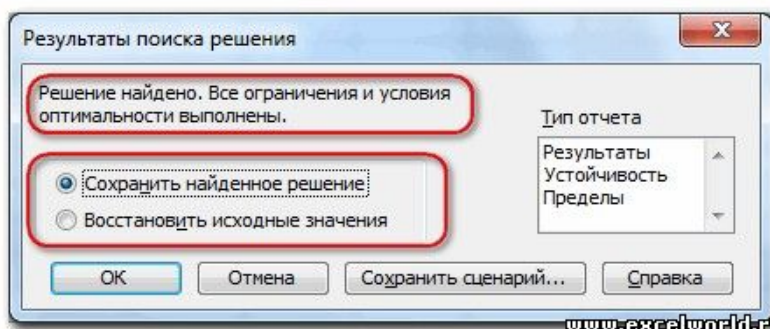 Результаты поиска решения
Решение найдено. Все ограничения и условия
оптимальности выполнены.
Тип отчета
Результаты
Устойчивость
Пределы
Сохранить найденное решение
Восстановить исходные значения
ОК
Отмена
Сохранить сценарий...
Справка